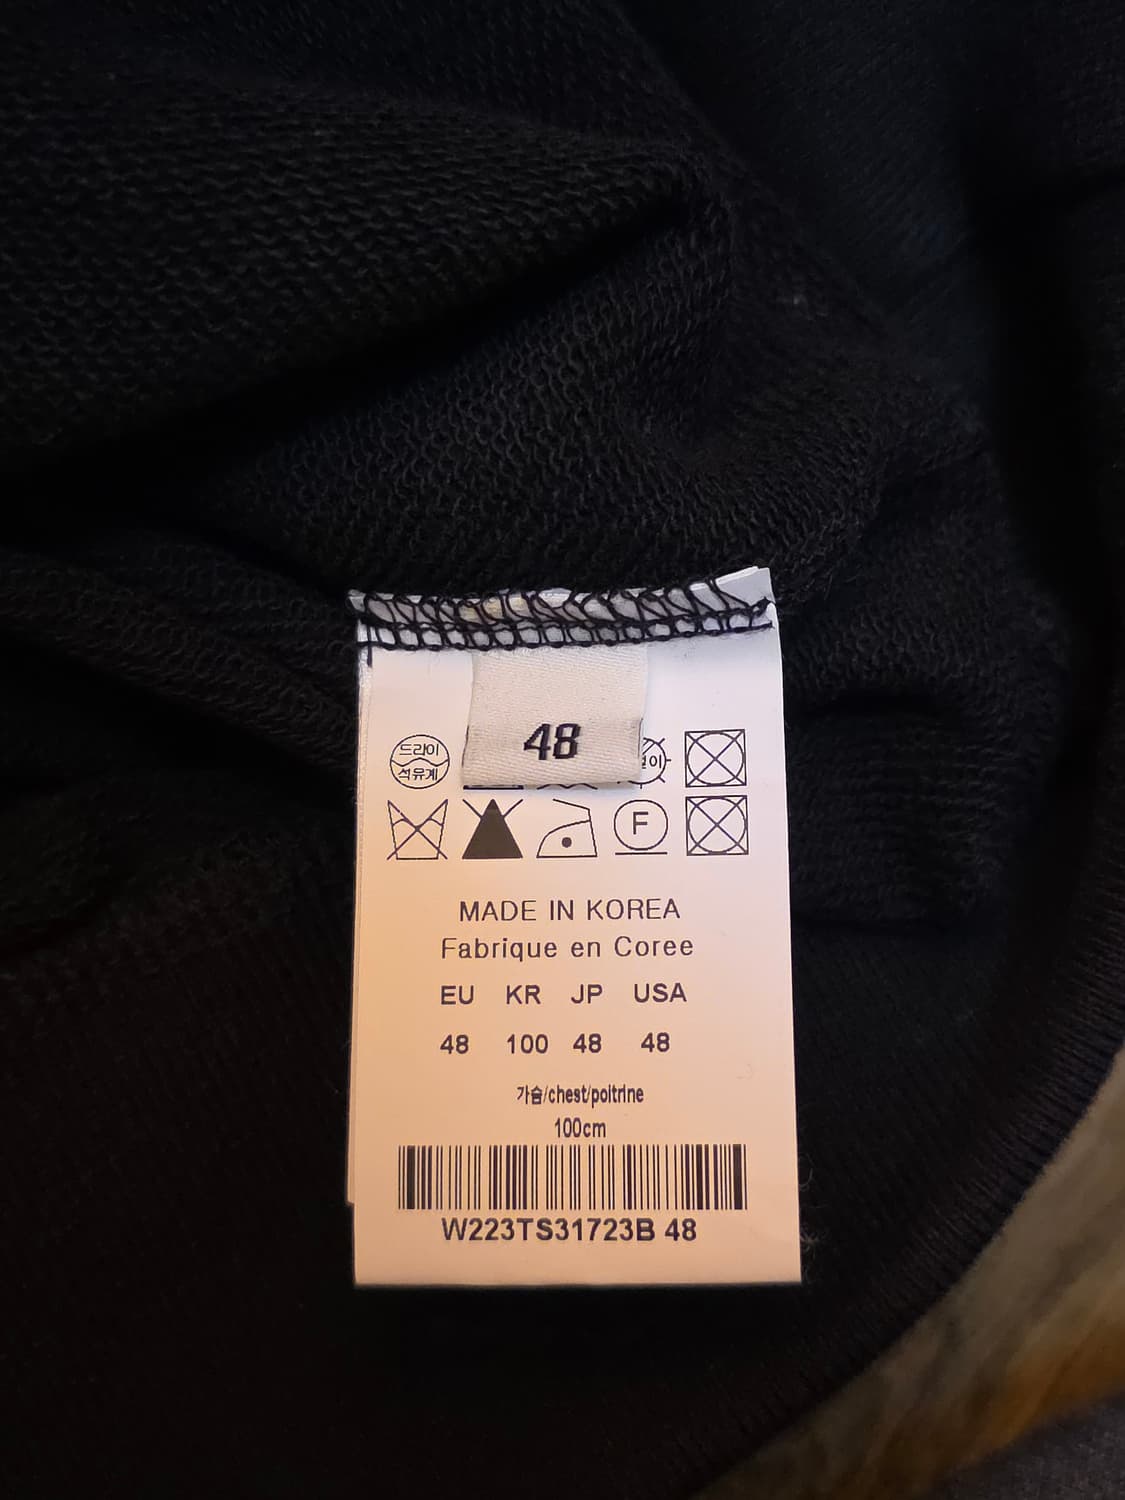 48
드라이
석유계
F
MADE IN KOREA
Fabrique en Coree
EU KR JP USA
48 100 48 48
가슴/chest/poitrine
100cm
W223TS31723B 48